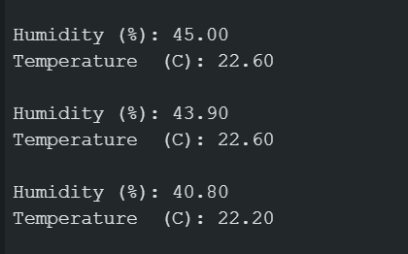 Humidity (%): 45.00
Temperature  (C): 22.60
Humidity (%): 43.90
Temperature  (C): 22.60
Humidity (%): 40.80
Temperature  (C): 22.20